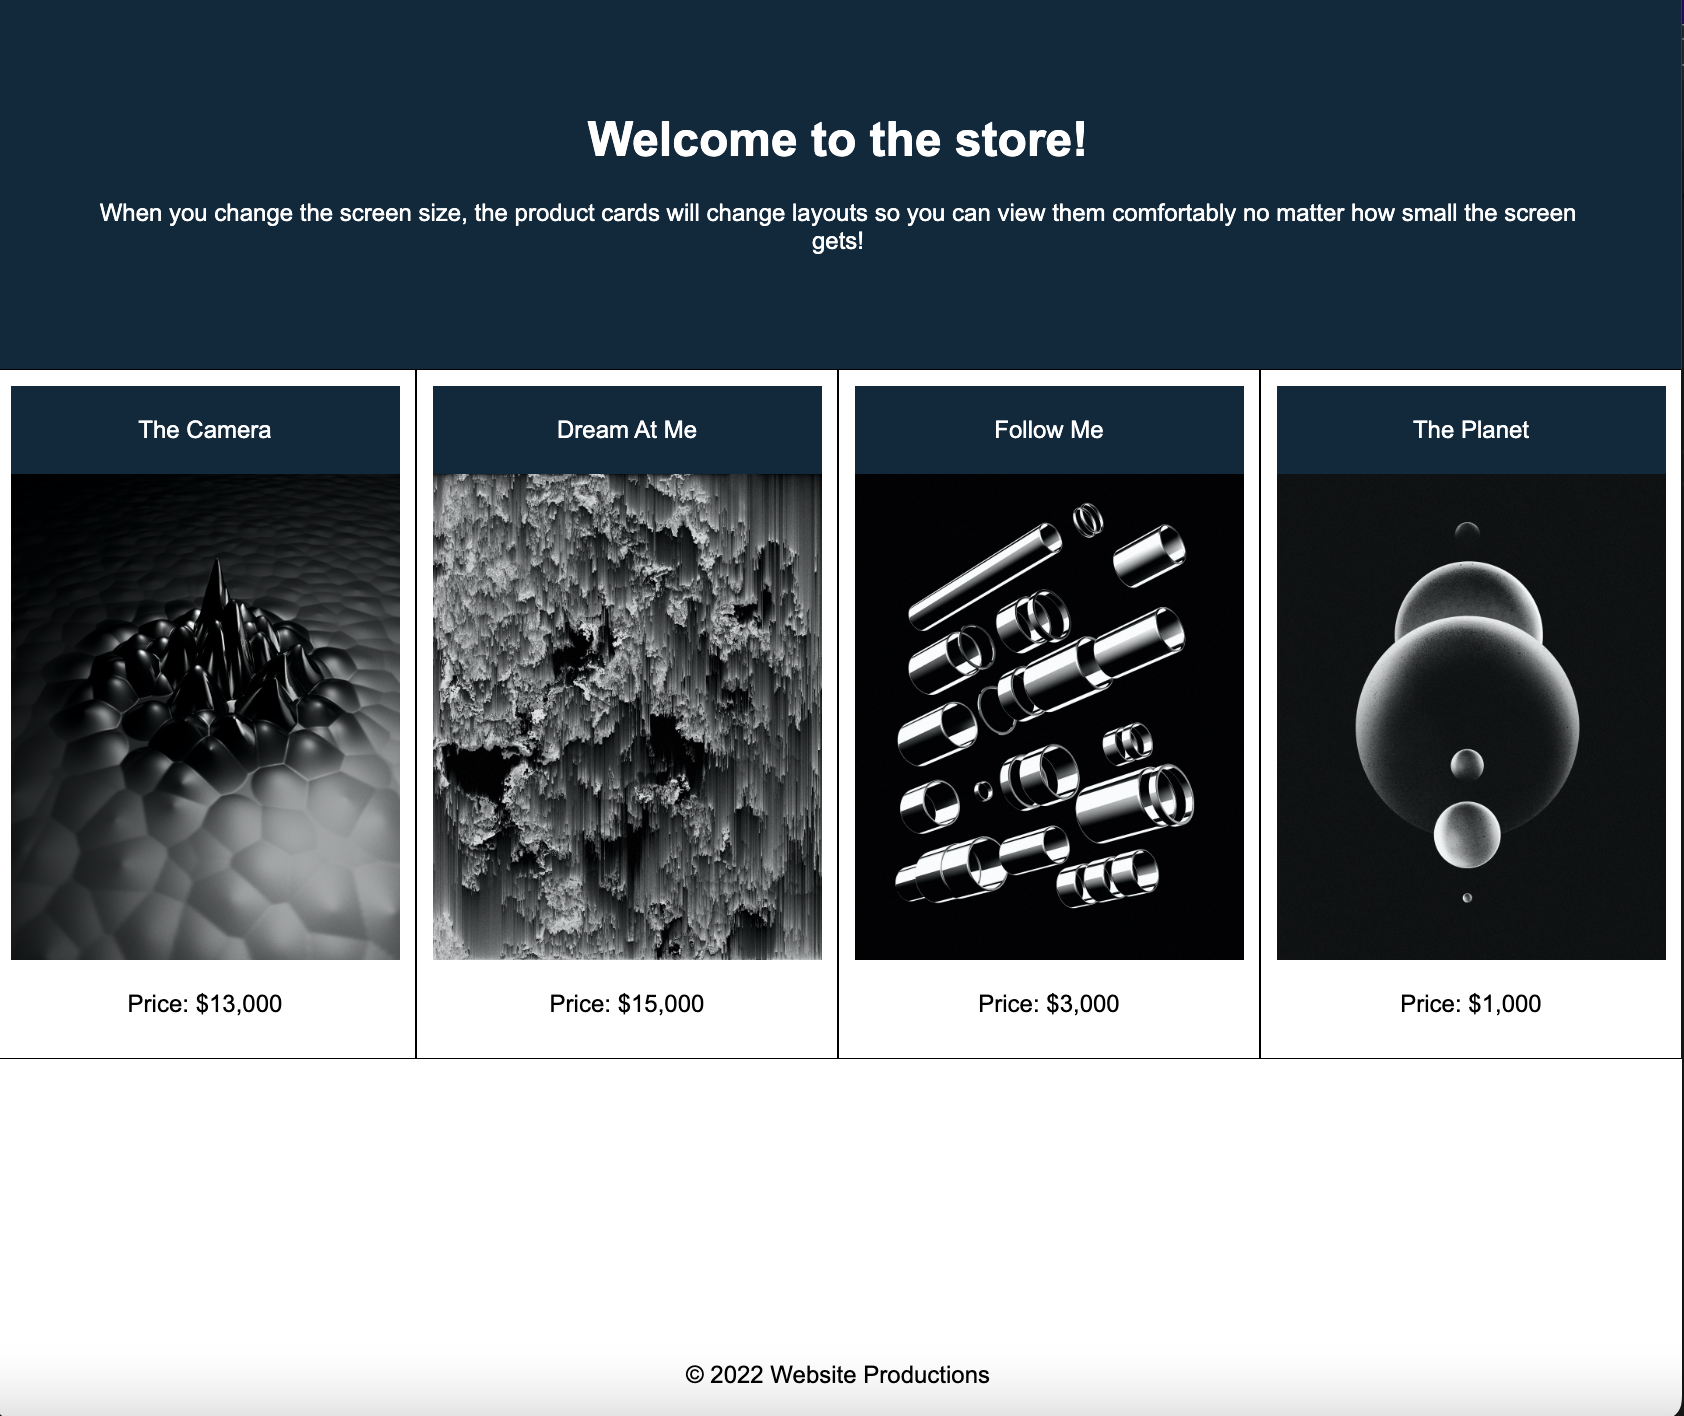 Welcome to the store!
When you change the screen size, the product cards will change layouts so you can view them comfortably no matter how small the screen
gets!
The Camera
Dream At Me
Follow Me
The Planet
Price: $13,000
Price: $15,000
Price: $3,000
Price: $1,000
© 2022 Website Productions